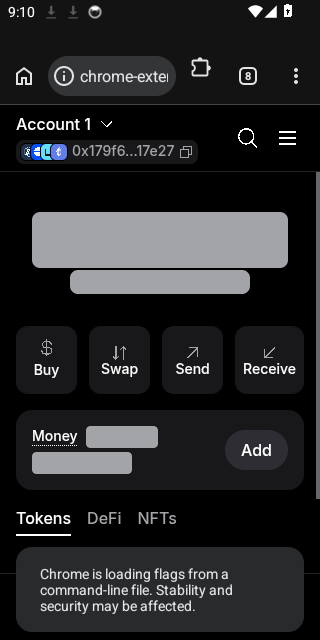 9:10
chrome-exter
8
Account 1
0x179f6...17e27
Buy
Swap
Send
Receive
Money
Add
Tokens DeFi NFTs
Chrome is loading flags from a
command-line file. Stability and
security may be affected.